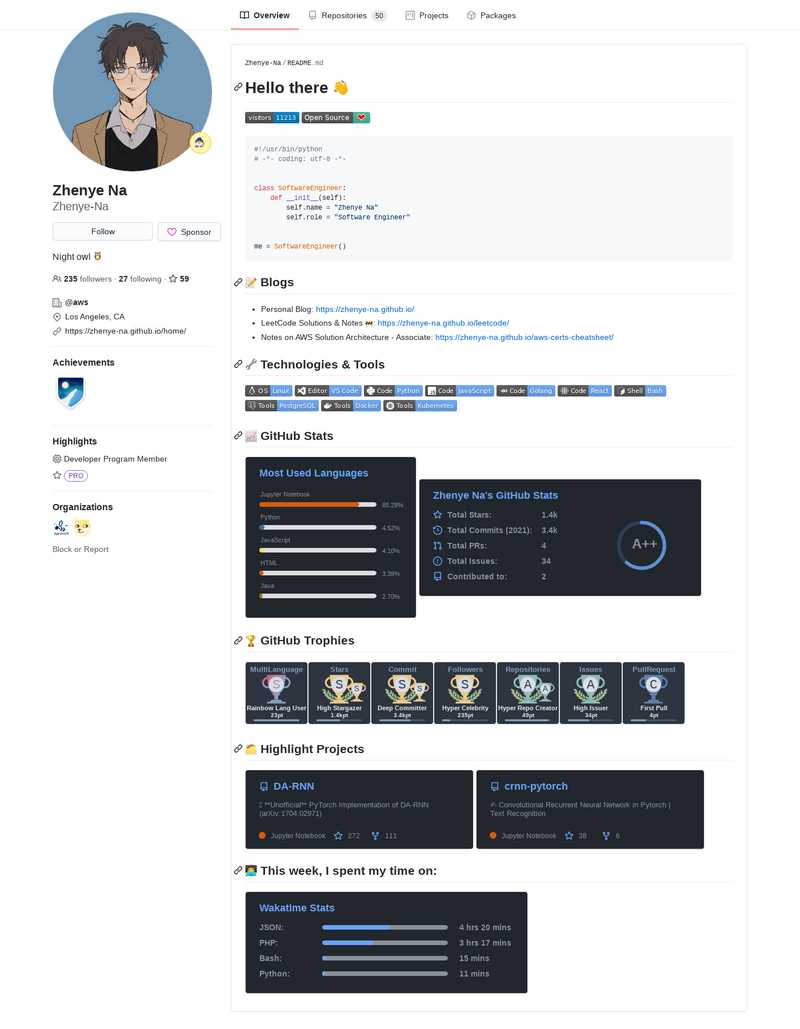 Overview
Repositories 50
Projects
Packages
Zhenye Na
Zhenye-Na
Follow
Sponsor
Night owl
235 followers · 27 following · 59
@aws
Los Angeles, CA
https://zhenye-na.github.io/home/
Achievements
Highlights
Developer Program Member
PRO
Organizations
Block or Report
Zhenye-Na / README.md
Hello there 👋
visitors 11213 Open Source
#!/usr/bin/python
# -*- coding: utf-8 -*-
class SoftwareEngineer:
def __init__(self):
self.name = "Zhenye Na"
self.role = "Software Engineer"
me = SoftwareEngineer()
📝 Blogs
Personal Blog: https://zhenye-na.github.io/
LeetCode Solutions & Notes 🚧: https://zhenye-na.github.io/leetcode/
Notes on AWS Solution Architecture - Associate: https://zhenye-na.github.io/aws-certs-cheatsheet/
🔧 Technologies & Tools
OS Linux Editor VS Code Code Python Code JavaScript Code Golang Code React Shell Bash
Tools PostgreSQL Tools Docker Tools Kubernetes
📈 GitHub Stats
Most Used Languages
Jupyter Notebook
85.29%
Python
4.52%
JavaScript
4.10%
HTML
3.39%
Java
2.70%
Zhenye Na's GitHub Stats
Total Stars: 1.4k
Total Commits (2021): 3.4k
Total PRs: 4
Total Issues: 34
Contributed to: 2
A++
🏆 GitHub Trophies
MultiLanguage
S
Rainbow Lang User
23pt
Stars
S S
High Stargazer
1.4kpt
Commit
S S
Deep Committer
3.4kpt
Followers
S
Hyper Celebrity
235pt
Repositories
A A
Hyper Repo Creator
49pt
Issues
A
High Issuer
34pt
PullRequest
C
First Pull
4pt
🗂 Highlight Projects
DA-RNN
**Unofficial** PyTorch Implementation of DA-RNN
(arXiv:1704.02971)
Jupyter Notebook 272 111
crnn-pytorch
✍ Convolutional Recurrent Neural Network in Pytorch |
Text Recognition
Jupyter Notebook 38 6
👨‍💻 This week, I spent my time on:
Wakatime Stats
JSON: 4 hrs 20 mins
PHP: 3 hrs 17 mins
Bash: 15 mins
Python: 11 mins